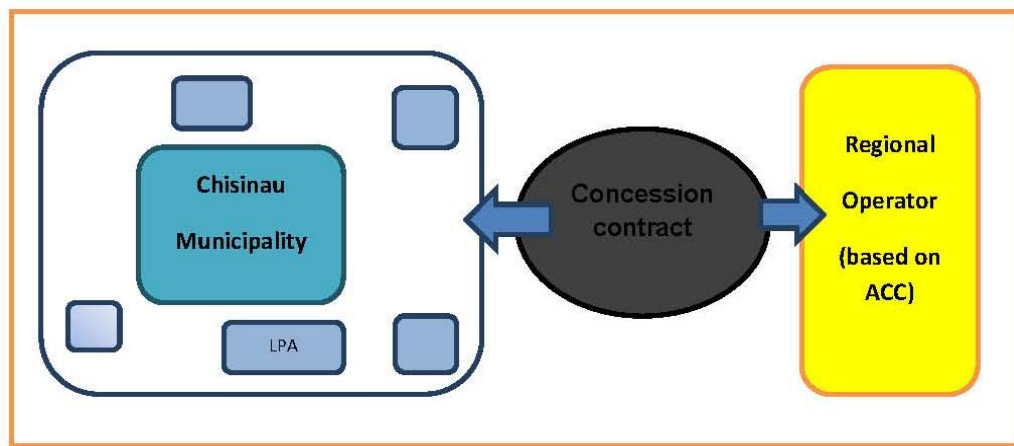 Chisinau
Municipality
LPA
Concession
contract
Regional
Operator
(based on
ACC)